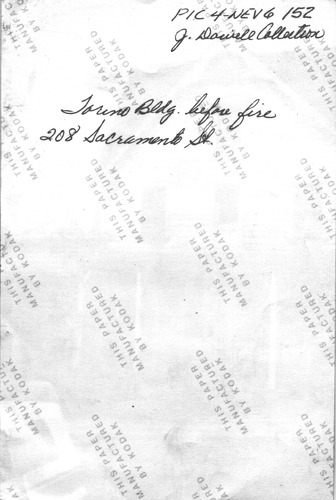 PIC 4-NEV6 152
J. Dowell Collection
Torino Bldg. before fire
208 Sacramento St.
THIS PAPER
MANUFACTURED
BY KODAK